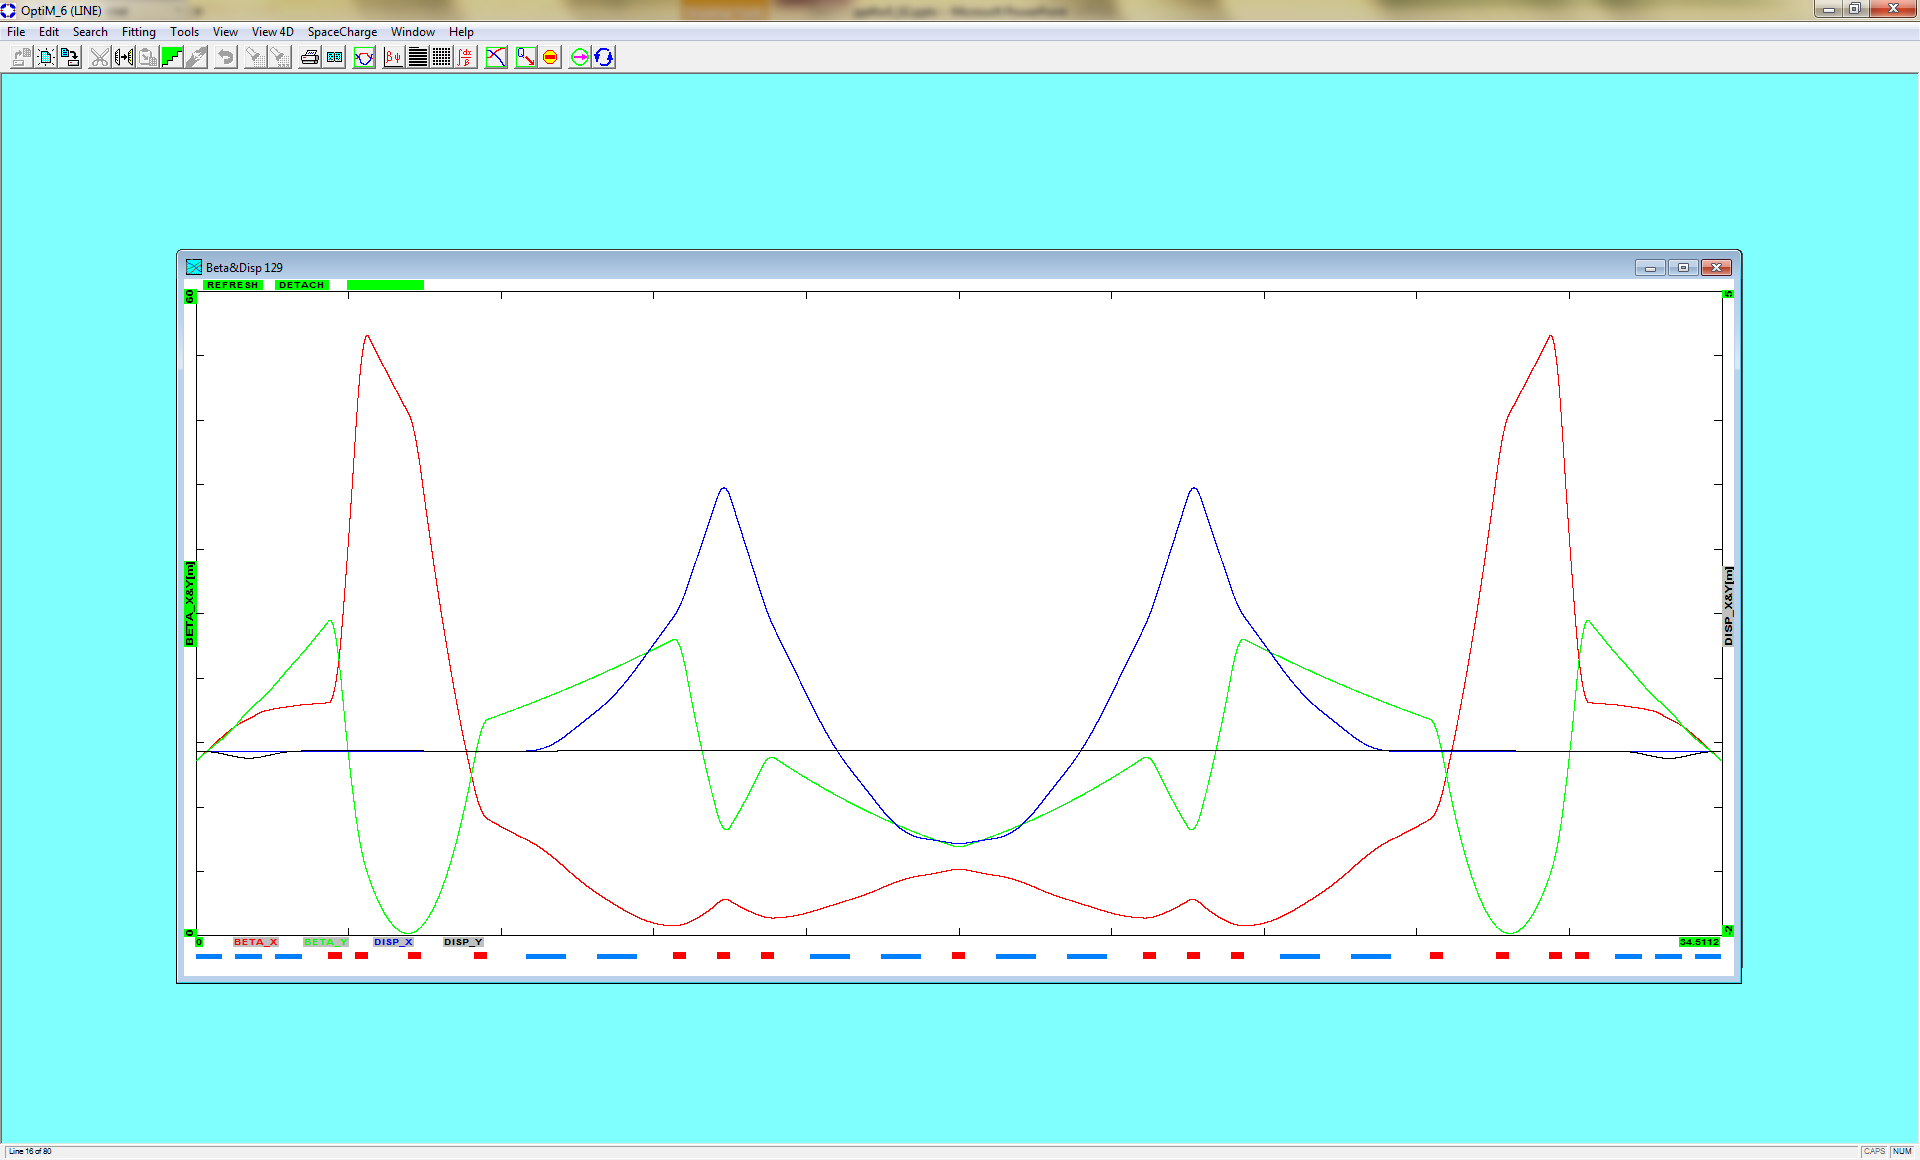 OptiM_6 (LINE)
File Edit Search Fitting Tools View View 4D SpaceCharge Window Help
Beta&Disp 129
REFRESH DETACH
60
5
BETA_X&Y[m]
DISP_X&Y[m]
0
-2
0 BETA_X BETA_Y DISP_X DISP_Y 34.5112
Line 16 of 80
CAPS NUM